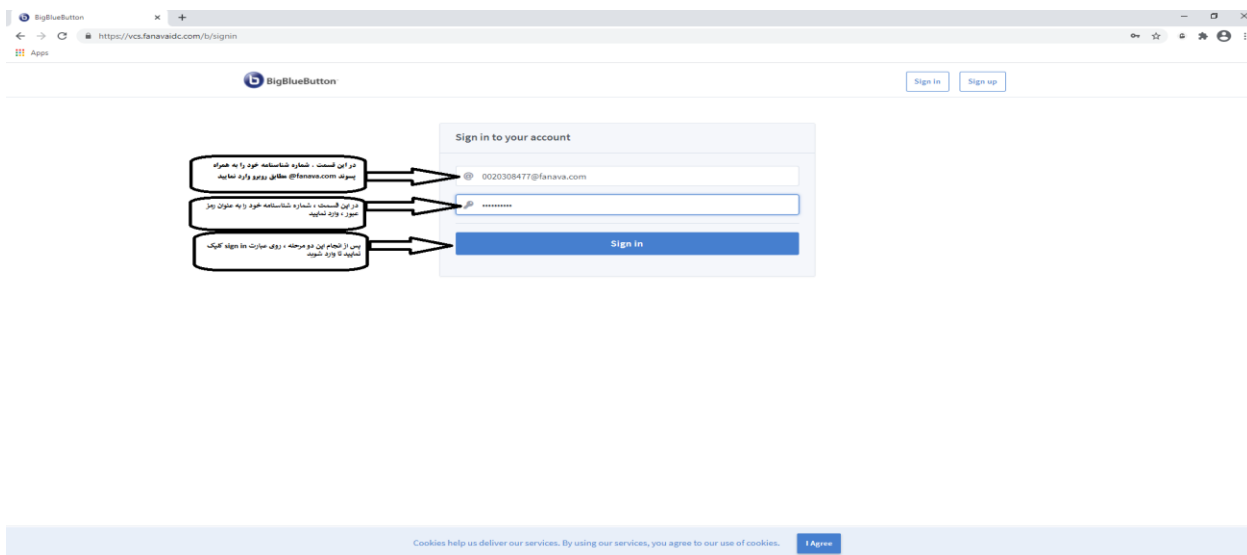 BigBlueButton
https://vcs.fanavaidc.com/b/signin
Apps
BigBlueButton
Sign In
Sign up
Sign in to your account
در این قسمت ، شماره شناسنامه خود را به همراه
پسوند @fanava.com مطابق روبرو وارد نمایید
@ 0020308477@fanava.com
در این قسمت ، شماره شناسنامه خود را به عنوان رمز
عبور ، وارد نمایید
••••••••••
پس از انجام این دو مرحله ، روی عبارت sign in کلیک
نمایید تا وارد شوید
Sign in
Cookies help us deliver our services. By using our services, you agree to our use of cookies.
I Agree